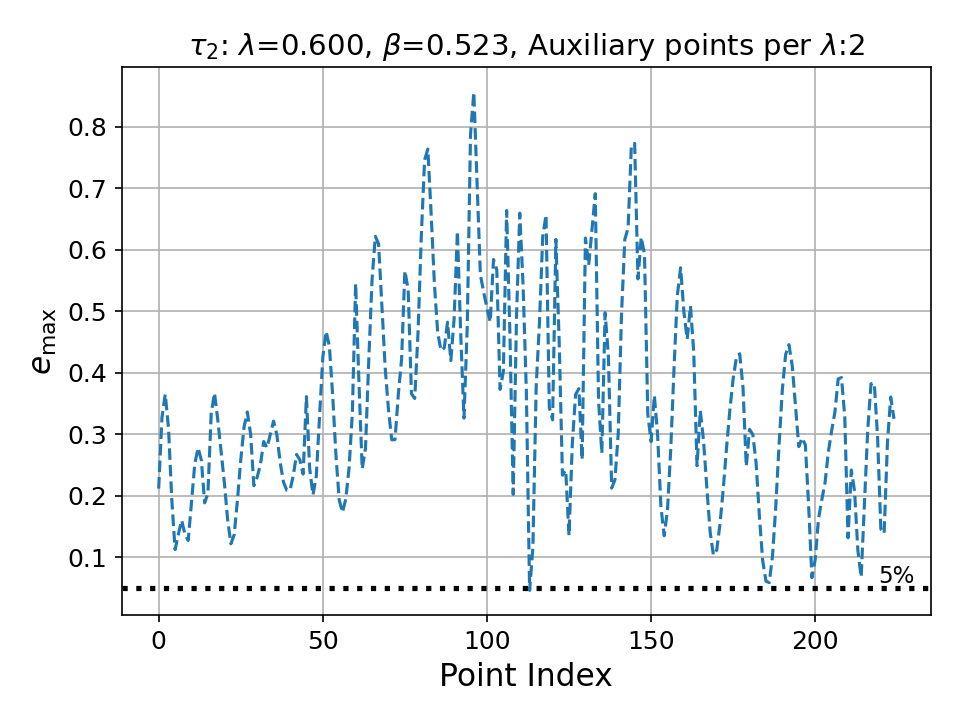 τ₂: λ=0.600, β=0.523, Auxiliary points per λ:2
e_max
0.8
0.7
0.6
0.5
0.4
0.3
0.2
0.1
5%
0 50 100 150 200
Point Index